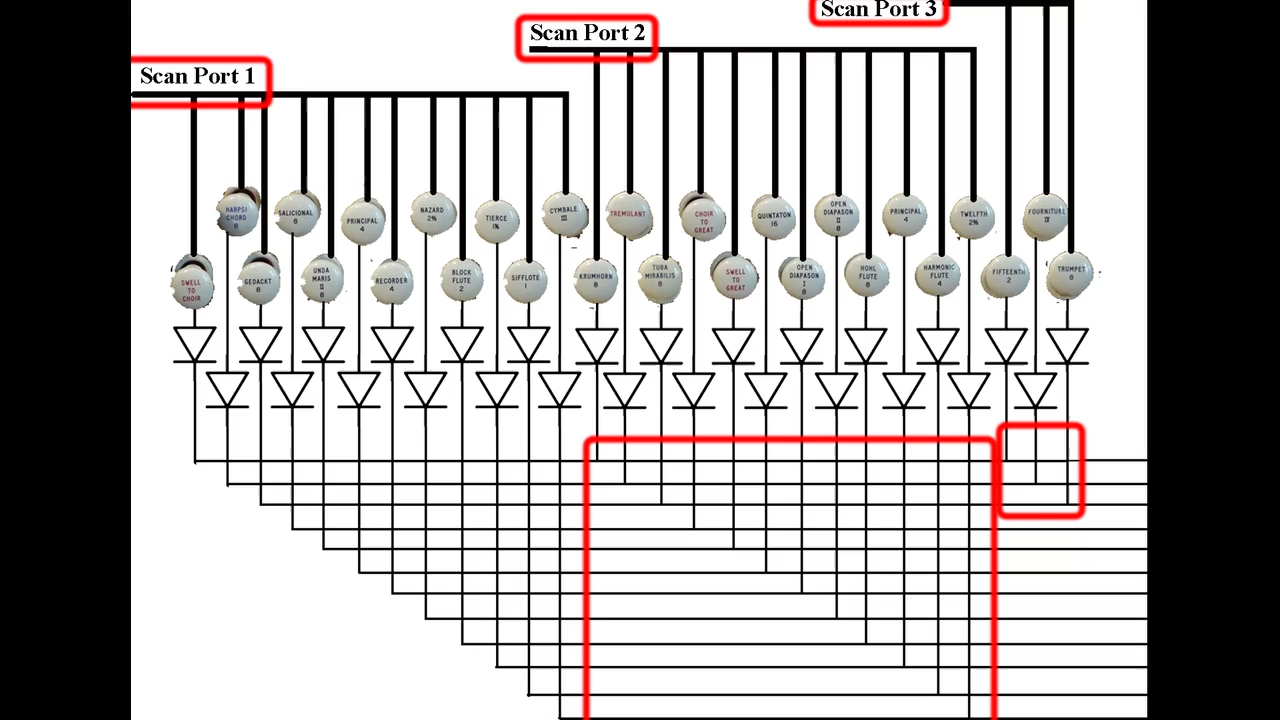 Scan Port 3
Scan Port 2
Scan Port 1
HARPSI
CHORD
8
SALICIONAL
8
PRINCIPAL
4
NAZARD
2⅔
TIERCE
1⅗
CYMBALE
III
TREMULANT
CHOIR
TO
GREAT
QUINTATON
16
OPEN
DIAPASON
II
8
PRINCIPAL
4
TWELFTH
2⅔
FOURNITURE
IV
SWELL
TO
CHOIR
GEDACKT
8
UNDA
MARIS
II
8
RECORDER
4
BLOCK
FLUTE
2
SIFFLOTE
1
KRUMHORN
8
TUBA
MIRABILIS
8
SWELL
TO
GREAT
OPEN
DIAPASON
I
8
HOHL
FLUTE
8
HARMONIC
FLUTE
4
FIFTEENTH
2
TRUMPET
8